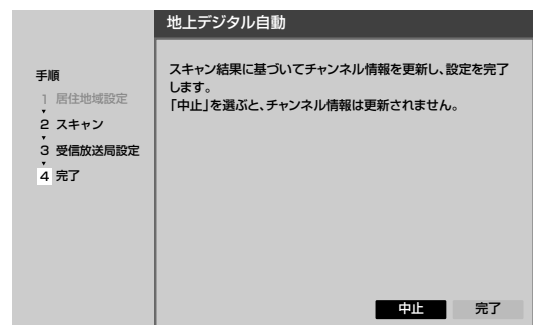 地上デジタル自動
手順
1 居住地域設定
2 スキャン
3 受信放送局設定
4 完了
スキャン結果に基づいてチャンネル情報を更新し、設定を完了
します。
「中止」を選ぶと、チャンネル情報は更新されません。
中止 完了